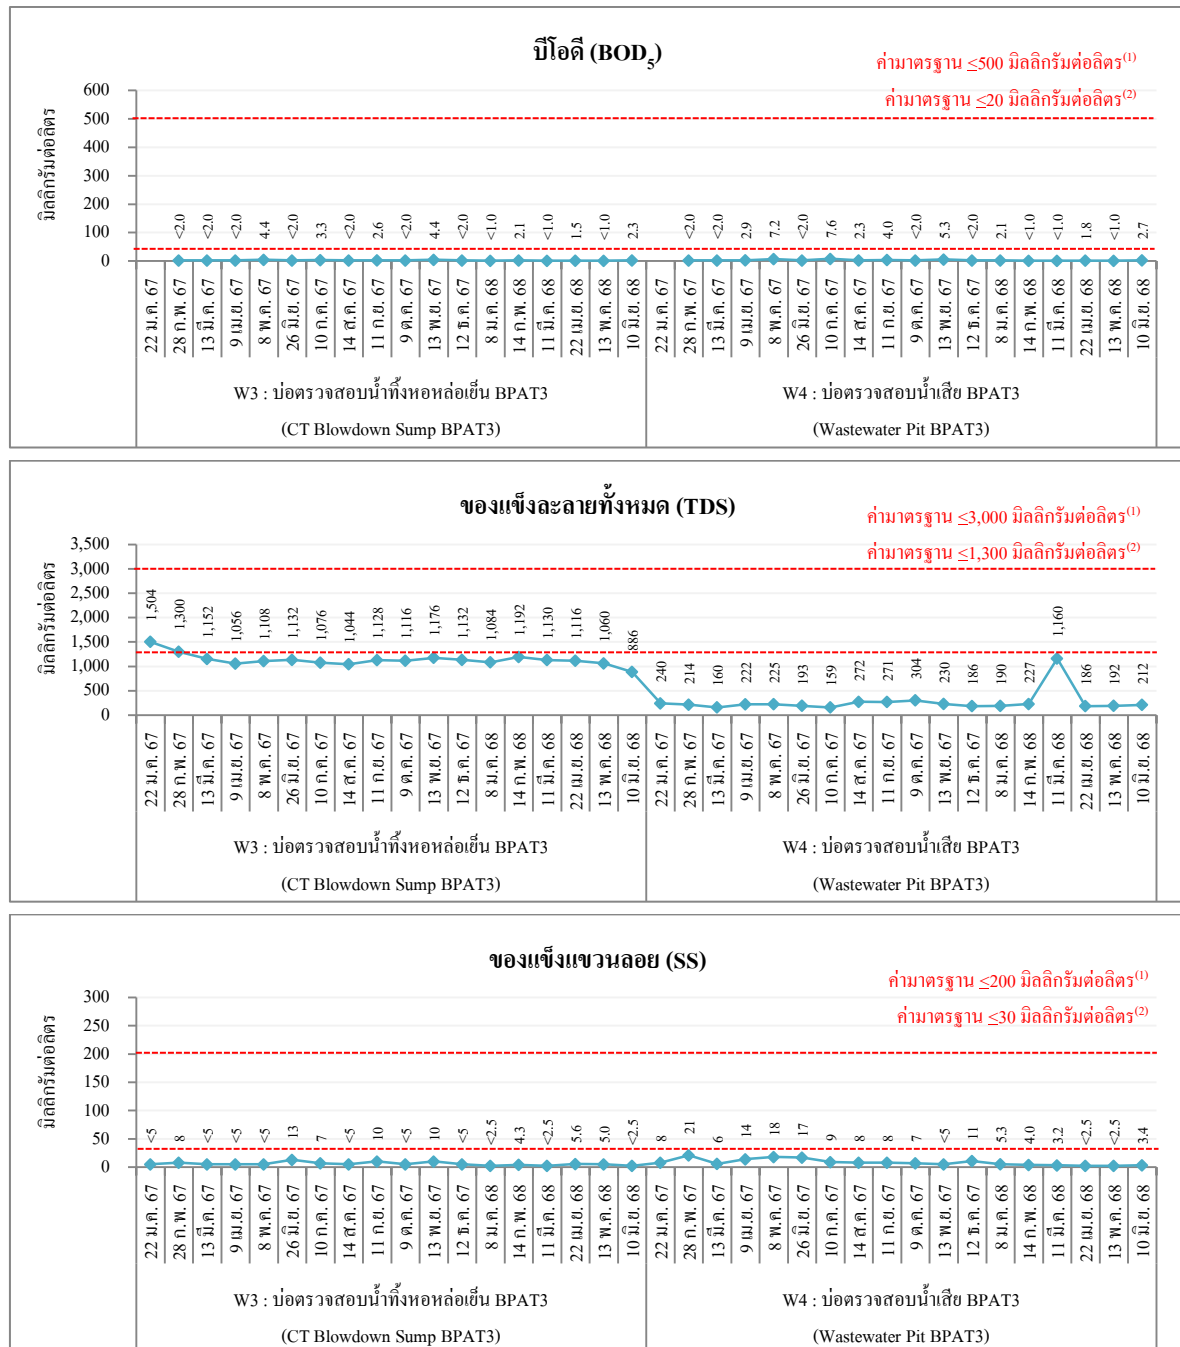 บีโอดี (BOD5)
ค่ามาตรฐาน ≤500 มิลลิกรัมต่อลิตร(1)
ค่ามาตรฐาน ≤20 มิลลิกรัมต่อลิตร(2)
มิลลิกรัมต่อลิตร
600
500
400
300
200
100
0
<2.0 <2.0 <2.0 4.4 <2.0 3.3 <2.0 2.6 <2.0 4.4 <2.0 <1.0 2.1 <1.0 1.5 <1.0 2.3 <2.0 <2.0 2.9 7.2 <2.0 7.6 2.3 4.0 <2.0 5.3 <2.0 2.1 <1.0 <1.0 1.8 <1.0 2.7
22 ม.ค. 67 28 ก.พ. 67 13 มี.ค. 67 9 เม.ย. 67 8 พ.ค. 67 26 มิ.ย. 67 10 ก.ค. 67 14 ส.ค. 67 11 ก.ย. 67 9 ต.ค. 67 13 พ.ย. 67 12 ธ.ค. 67 8 ม.ค. 68 14 ก.พ. 68 11 มี.ค. 68 22 เม.ย. 68 13 พ.ค. 68 10 มิ.ย. 68 22 ม.ค. 67 28 ก.พ. 67 13 มี.ค. 67 9 เม.ย. 67 8 พ.ค. 67 26 มิ.ย. 67 10 ก.ค. 67 14 ส.ค. 67 11 ก.ย. 67 9 ต.ค. 67 13 พ.ย. 67 12 ธ.ค. 67 8 ม.ค. 68 14 ก.พ. 68 11 มี.ค. 68 22 เม.ย. 68 13 พ.ค. 68 10 มิ.ย. 68
W3 : บ่อตรวจสอบน้ำทิ้งหอหล่อเย็น BPAT3 W4 : บ่อตรวจสอบน้ำเสีย BPAT3
(CT Blowdown Sump BPAT3) (Wastewater Pit BPAT3)
ของแข็งละลายทั้งหมด (TDS)
ค่ามาตรฐาน ≤3,000 มิลลิกรัมต่อลิตร(1)
ค่ามาตรฐาน ≤1,300 มิลลิกรัมต่อลิตร(2)
มิลลิกรัมต่อลิตร
3,500
3,000
2,500
2,000
1,500
1,000
500
0
1,504 1,300 1,152 1,056 1,108 1,132 1,076 1,044 1,128 1,116 1,176 1,132 1,084 1,192 1,130 1,116 1,060 886 240 214 160 222 225 193 159 272 271 304 230 186 190 227 1,160 186 192 212
22 ม.ค. 67 28 ก.พ. 67 13 มี.ค. 67 9 เม.ย. 67 8 พ.ค. 67 26 มิ.ย. 67 10 ก.ค. 67 14 ส.ค. 67 11 ก.ย. 67 9 ต.ค. 67 13 พ.ย. 67 12 ธ.ค. 67 8 ม.ค. 68 14 ก.พ. 68 11 มี.ค. 68 22 เม.ย. 68 13 พ.ค. 68 10 มิ.ย. 68 22 ม.ค. 67 28 ก.พ. 67 13 มี.ค. 67 9 เม.ย. 67 8 พ.ค. 67 26 มิ.ย. 67 10 ก.ค. 67 14 ส.ค. 67 11 ก.ย. 67 9 ต.ค. 67 13 พ.ย. 67 12 ธ.ค. 67 8 ม.ค. 68 14 ก.พ. 68 11 มี.ค. 68 22 เม.ย. 68 13 พ.ค. 68 10 มิ.ย. 68
W3 : บ่อตรวจสอบน้ำทิ้งหอหล่อเย็น BPAT3 W4 : บ่อตรวจสอบน้ำเสีย BPAT3
(CT Blowdown Sump BPAT3) (Wastewater Pit BPAT3)
ของแข็งแขวนลอย (SS)
ค่ามาตรฐาน ≤200 มิลลิกรัมต่อลิตร(1)
ค่ามาตรฐาน ≤30 มิลลิกรัมต่อลิตร(2)
มิลลิกรัมต่อลิตร
300
250
200
150
100
50
0
<5 8 <5 <5 <5 13 7 <5 10 <5 10 <5 <2.5 4.3 <2.5 5.6 5.0 <2.5 8 21 6 14 18 17 9 8 8 7 <5 11 5.3 4.0 3.2 <2.5 <2.5 3.4
22 ม.ค. 67 28 ก.พ. 67 13 มี.ค. 67 9 เม.ย. 67 8 พ.ค. 67 26 มิ.ย. 67 10 ก.ค. 67 14 ส.ค. 67 11 ก.ย. 67 9 ต.ค. 67 13 พ.ย. 67 12 ธ.ค. 67 8 ม.ค. 68 14 ก.พ. 68 11 มี.ค. 68 22 เม.ย. 68 13 พ.ค. 68 10 มิ.ย. 68 22 ม.ค. 67 28 ก.พ. 67 13 มี.ค. 67 9 เม.ย. 67 8 พ.ค. 67 26 มิ.ย. 67 10 ก.ค. 67 14 ส.ค. 67 11 ก.ย. 67 9 ต.ค. 67 13 พ.ย. 67 12 ธ.ค. 67 8 ม.ค. 68 14 ก.พ. 68 11 มี.ค. 68 22 เม.ย. 68 13 พ.ค. 68 10 มิ.ย. 68
W3 : บ่อตรวจสอบน้ำทิ้งหอหล่อเย็น BPAT3 W4 : บ่อตรวจสอบน้ำเสีย BPAT3
(CT Blowdown Sump BPAT3) (Wastewater Pit BPAT3)